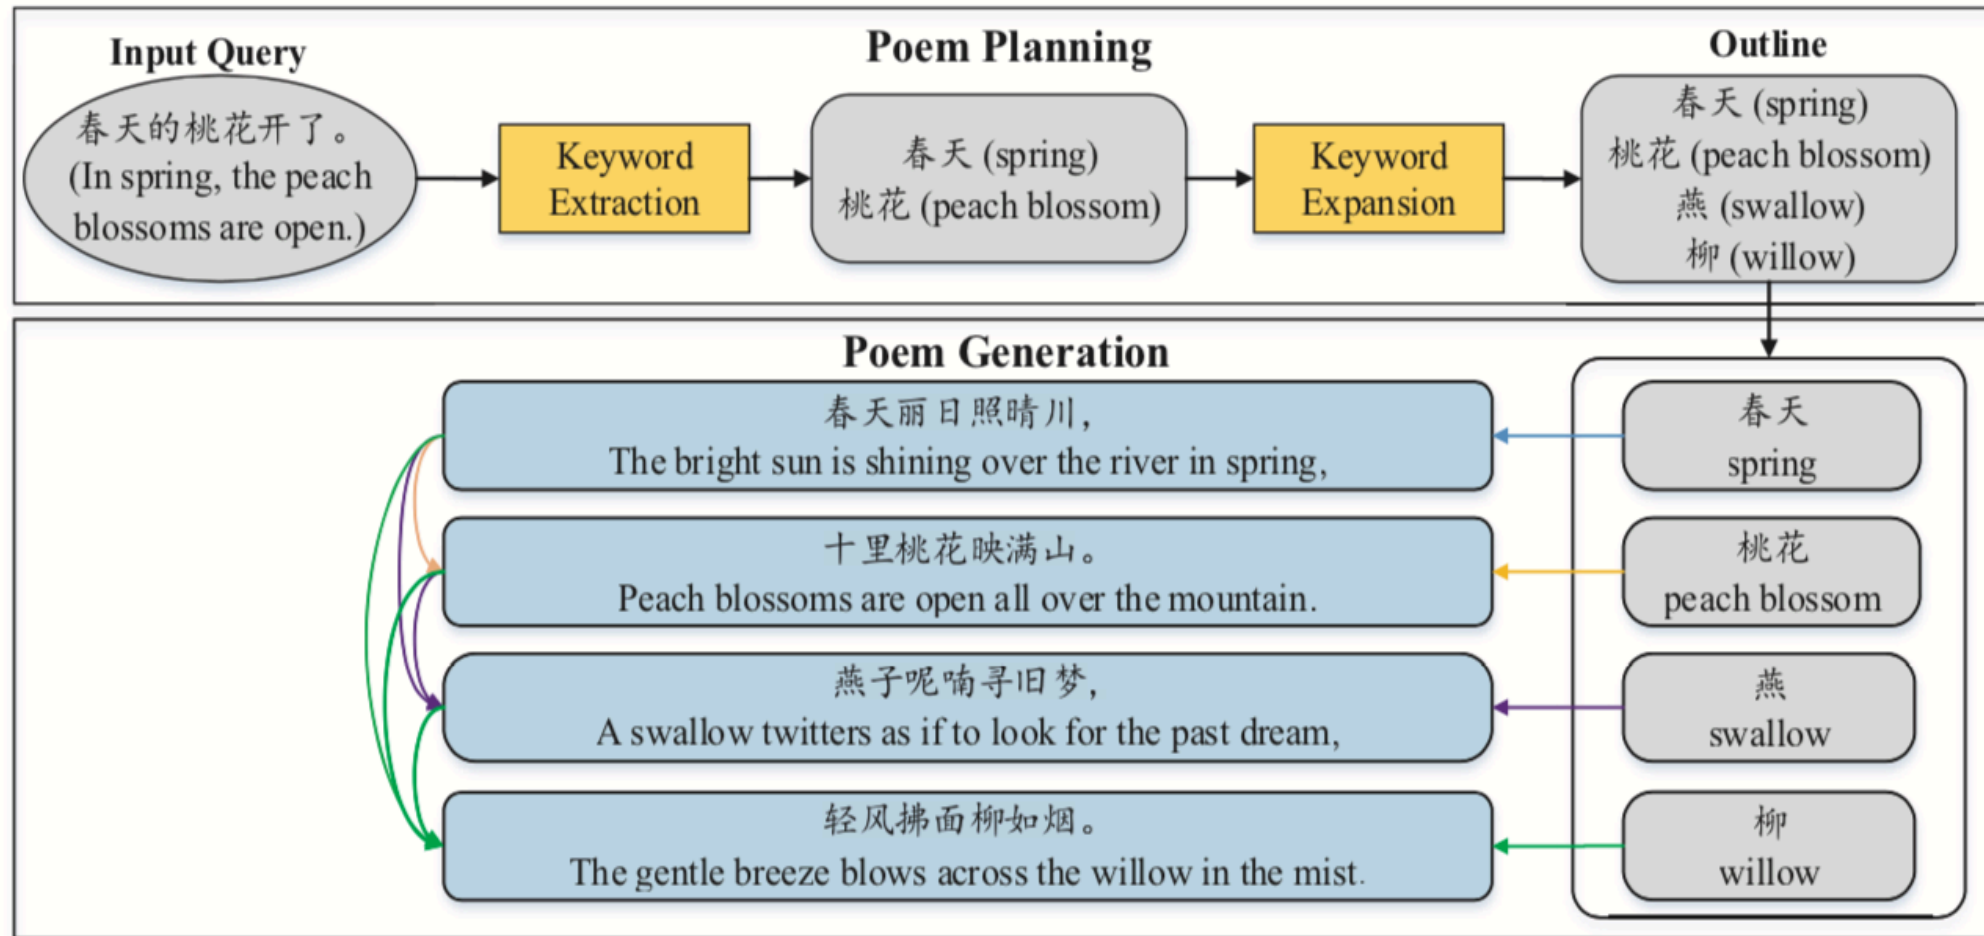 Poem Planning
Input Query
春天的桃花开了。
(In spring, the peach
blossoms are open.)
Keyword
Extraction
春天 (spring)
桃花 (peach blossom)
Keyword
Expansion
Outline
春天 (spring)
桃花 (peach blossom)
燕 (swallow)
柳 (willow)
Poem Generation
春天丽日照晴川，
The bright sun is shining over the river in spring,
春天
spring
十里桃花映满山。
Peach blossoms are open all over the mountain.
桃花
peach blossom
燕子呢喃寻旧梦，
A swallow twitters as if to look for the past dream,
燕
swallow
轻风拂面柳如烟。
The gentle breeze blows across the willow in the mist.
柳
willow